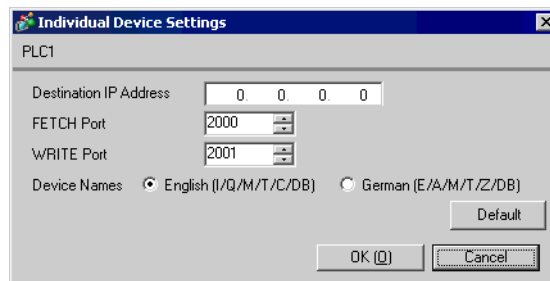 Individual Device Settings
PLC1
Destination IP Address 0. 0. 0. 0
FETCH Port 2000
WRITE Port 2001
Device Names English (I/Q/M/T/C/DB) German (E/A/M/T/Z/DB)
Default
OK (O) Cancel